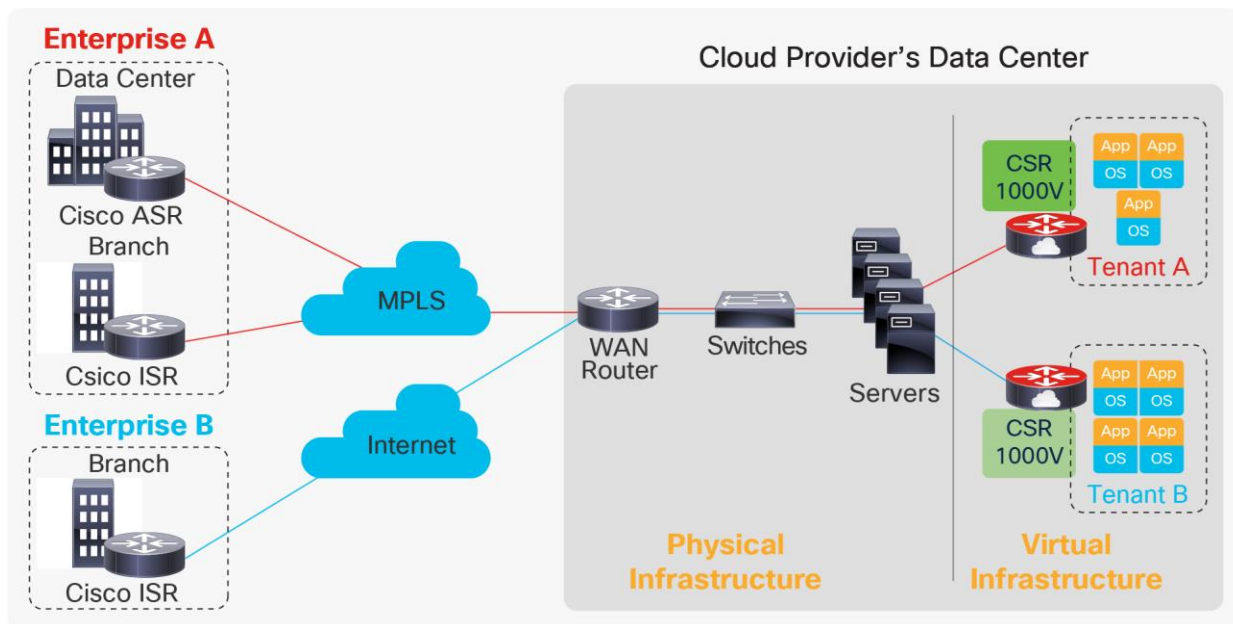 Enterprise A
Data Center
Cisco ASR
Branch
Csico ISR
Enterprise B
Branch
Cisco ISR
MPLS
Internet
Cloud Provider's Data Center
WAN
Router
Switches
Servers
Physical
Infrastructure
CSR
1000V
App App
OS OS
App
OS
Tenant A
CSR
1000V
App App
OS OS
App App
OS OS
Tenant B
Virtual
Infrastructure